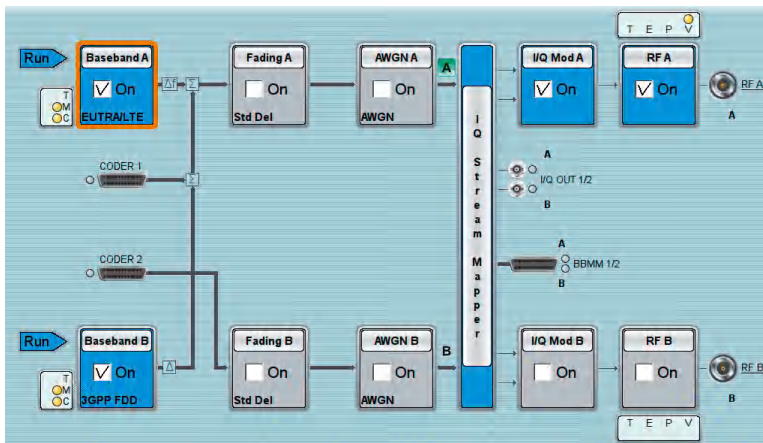 T E P V
Run
Baseband A
On
T
M
C
EUTRA/LTE
Δf
Σ
Fading A
On
Std Del
AWGN A
On
AWGN
A
I/Q Mod A
On
RF A
On
RF A
A
CODER 1
Σ
I
Q
S
t
r
e
a
m
M
a
p
p
e
r
A
I/Q OUT 1/2
B
CODER 2
A
BBMM 1/2
B
Run
Baseband B
On
T
M
C
3GPP FDD
Δ
Fading B
On
Std Del
AWGN B
On
AWGN
B
I/Q Mod B
On
RF B
On
RF B
B
T E P V